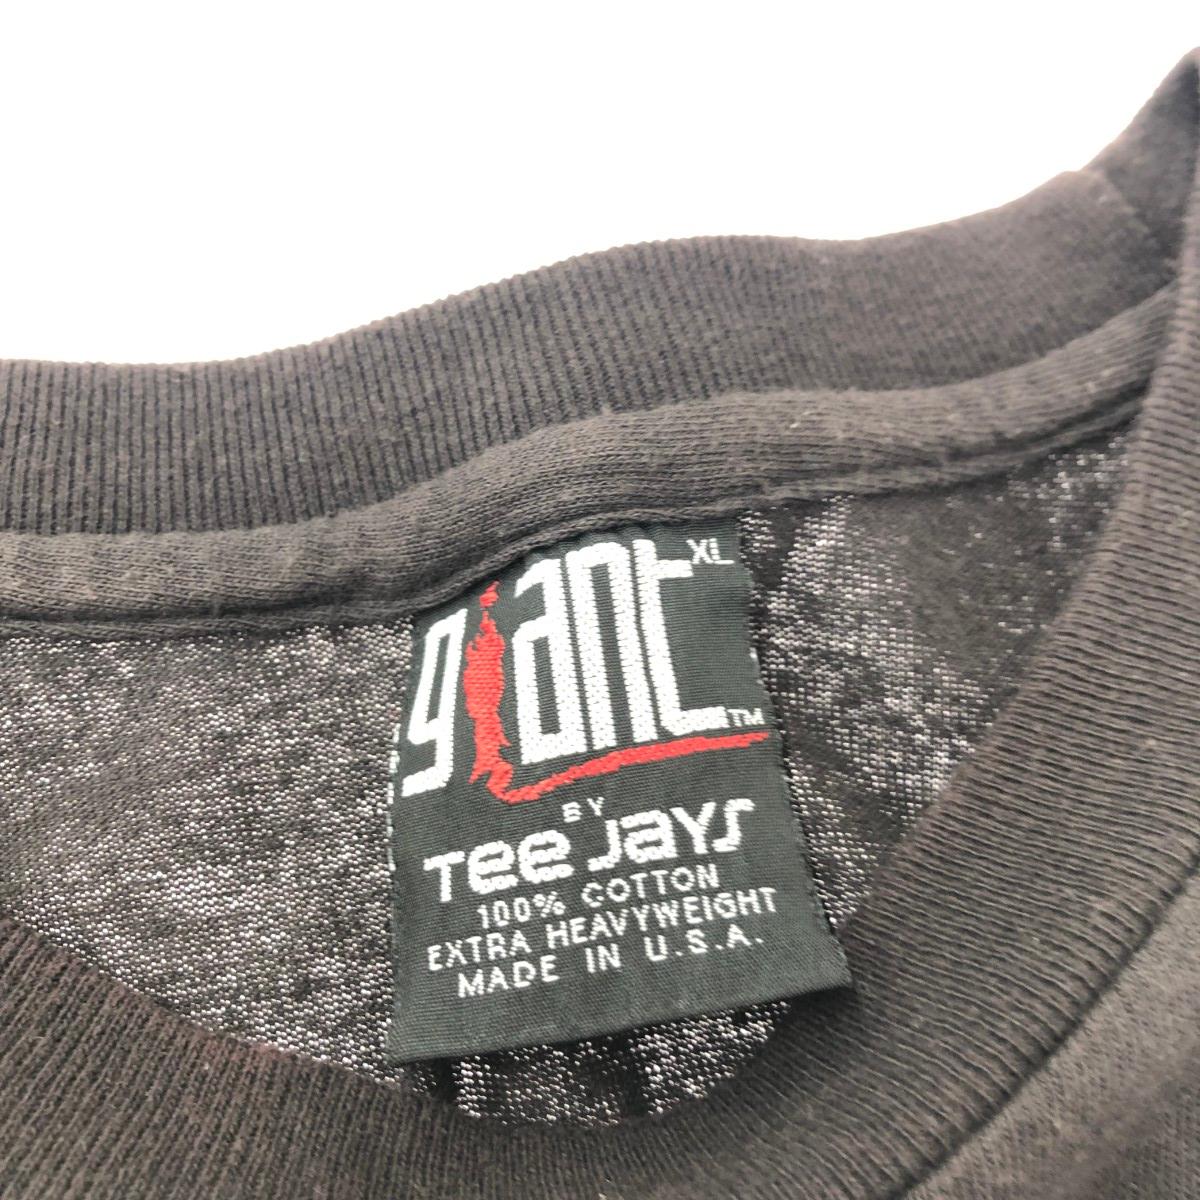 giant XL
TM
BY
Tee Jays
100% COTTON
EXTRA HEAVYWEIGHT
MADE IN U.S.A.